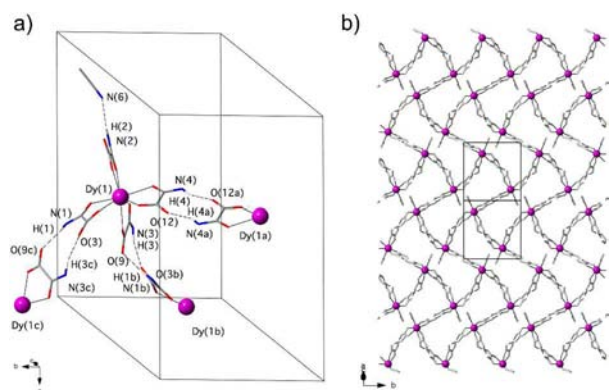 a)
b)
N(6)
H(2)
N(2)
Dy(1)
N(4)
O(12a)
H(4)
H(4a)
N(1)
H(1)
O(3)
O(12)
N(4a)
Dy(1a)
N(3)
H(3)
O(9c)
H(3c)
O(9)
H(1b)
O(3b)
N(1b)
N(3c)
Dy(1c)
Dy(1b)
b
b